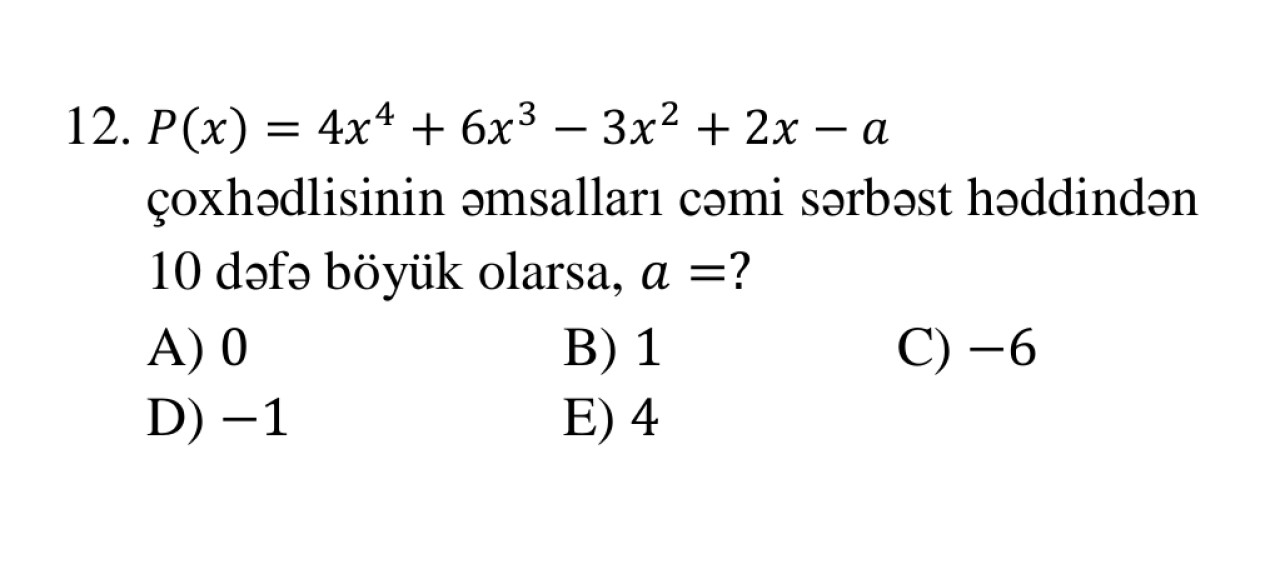 12. P(x) = 4x⁴ + 6x³ − 3x² + 2x − a
çoxhədlisinin əmsalları cəmi sərbəst həddindən
10 dəfə böyük olarsa, a =?
A) 0 B) 1 C) −6
D) −1 E) 4